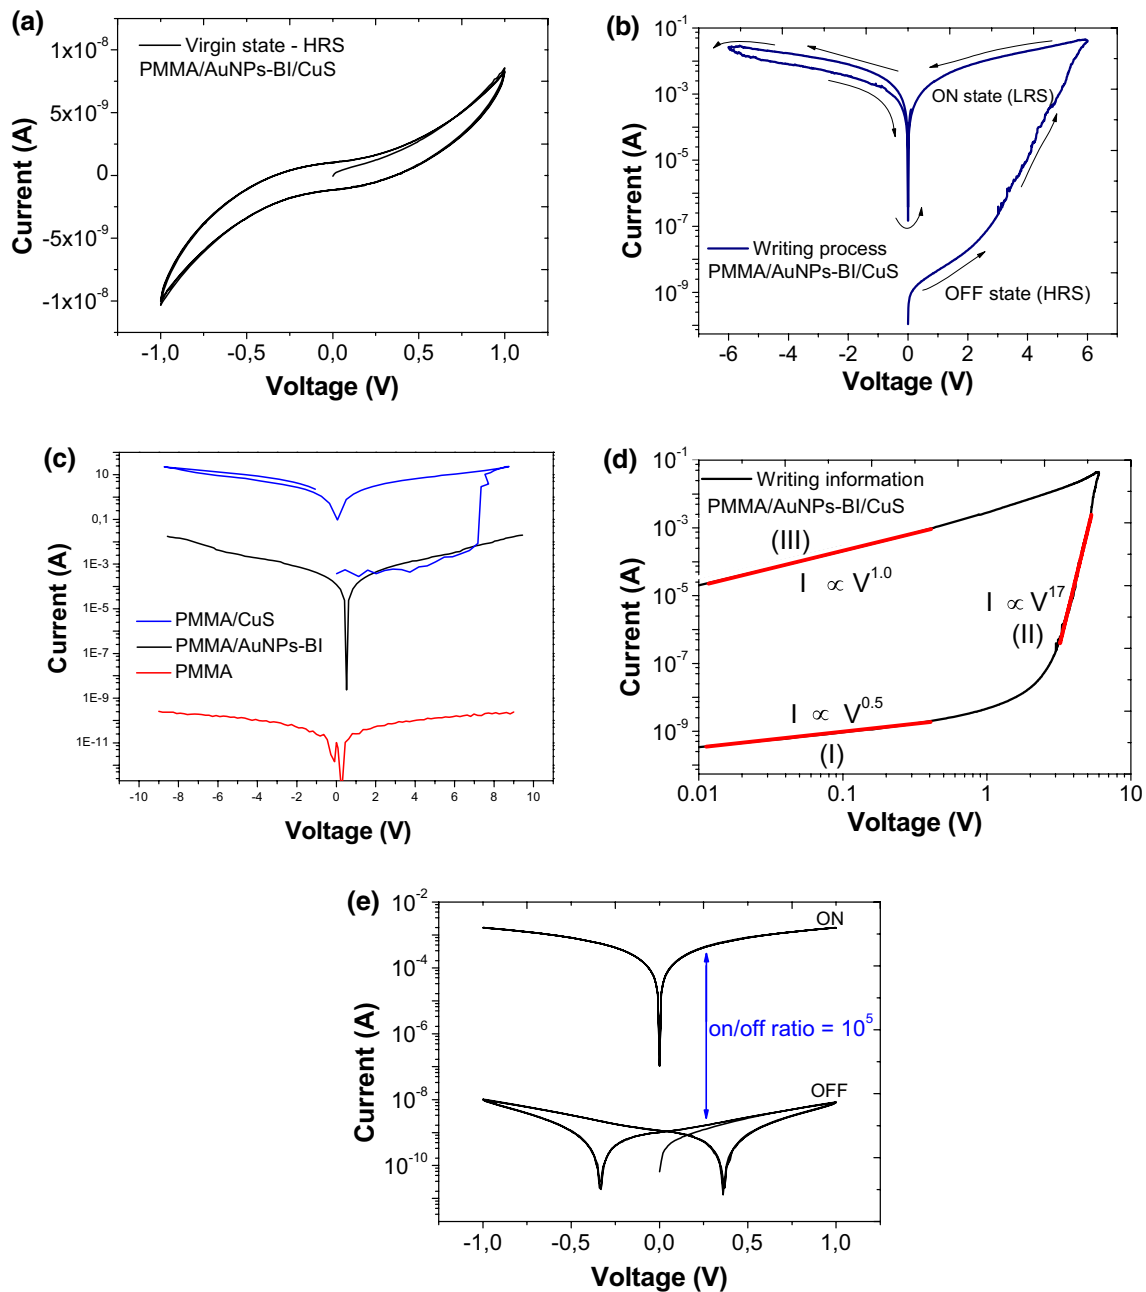 (a)
1x10⁻⁸
5x10⁻⁹
0
-5x10⁻⁹
-1x10⁻⁸
Current (A)
Virgin state - HRS
PMMA/AuNPs-BI/CuS
-1,0
-0,5
0,0
0,5
1,0
Voltage (V)
(b)
10⁻¹
10⁻³
10⁻⁵
10⁻⁷
10⁻⁹
Current (A)
ON state (LRS)
Writing process
PMMA/AuNPs-BI/CuS
OFF state (HRS)
-6
-4
-2
0
2
4
6
Voltage (V)
(c)
10
0,1
1E-3
1E-5
1E-7
1E-9
1E-11
Current (A)
PMMA/CuS
PMMA/AuNPs-BI
PMMA
-10
-8
-6
-4
-2
0
2
4
6
8
10
Voltage (V)
(d)
10⁻¹
10⁻³
10⁻⁵
10⁻⁷
10⁻⁹
Current (A)
Writing information
PMMA/AuNPs-BI/CuS
(III)
I ∝ V¹·⁰
I ∝ V¹⁷
(II)
I ∝ V⁰·⁵
(I)
0.01
0.1
1
10
Voltage (V)
(e)
10⁻²
10⁻⁴
10⁻⁶
10⁻⁸
10⁻¹⁰
Current (A)
ON
on/off ratio = 10⁵
OFF
-1,0
-0,5
0,0
0,5
1,0
Voltage (V)